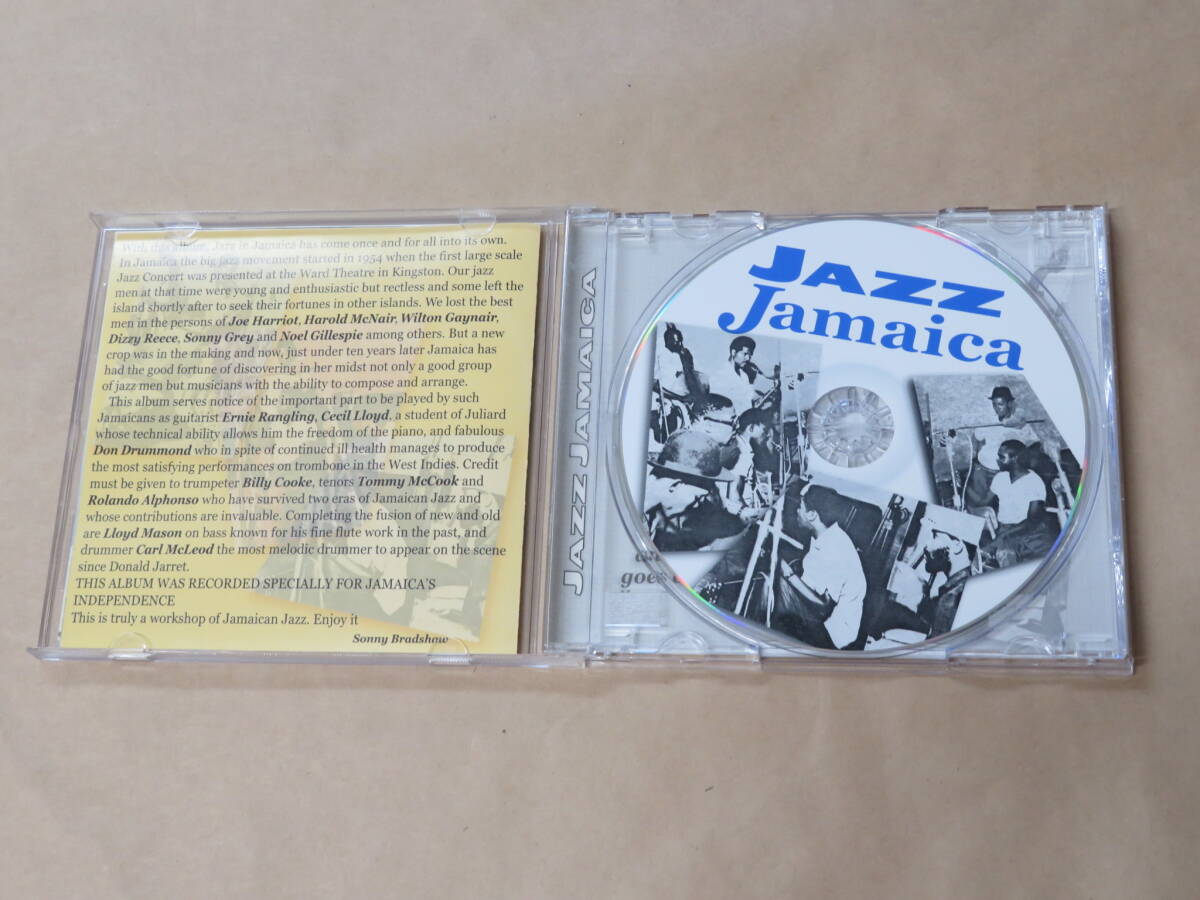 With this album, Jazz in Jamaica has come once and for all into its own.
In Jamaica the big jazz movement started in 1954 when the first large scale
Jazz Concert was presented at the Ward Theatre in Kingston. Our jazz
men at that time were young and enthusiastic but rectless and some left the
island shortly after to seek their fortunes in other islands. We lost the best
men in the persons of Joe Harriot, Harold McNair, Wilton Gaynair,
Dizzy Reece, Sonny Grey and Noel Gillespie among others. But a new
crop was in the making and now, just under ten years later Jamaica has
had the good fortune of discovering in her midst not only a good group
of jazz men but musicians with the ability to compose and arrange.
This album serves notice of the important part to be played by such
Jamaicans as guitarist Ernie Rangling, Cecil Lloyd, a student of Juliard
whose technical ability allows him the freedom of the piano, and fabulous
Don Drummond who in spite of continued ill health manages to produce
the most satisfying performances on trombone in the West Indies. Credit
must be given to trumpeter Billy Cooke, tenors Tommy McCook and
Rolando Alphonso who have survived two eras of Jamaican Jazz and
whose contributions are invaluable. Completing the fusion of new and old
are Lloyd Mason on bass known for his fine flute work in the past, and
drummer Carl McLeod the most melodic drummer to appear on the scene
since Donald Jarret.
THIS ALBUM WAS RECORDED SPECIALLY FOR JAMAICA'S
INDEPENDENCE
This is truly a workshop of Jamaican Jazz. Enjoy it
Sonny Bradshaw
JAZZ JAMAICA
JAZZ
Jamaica
goes